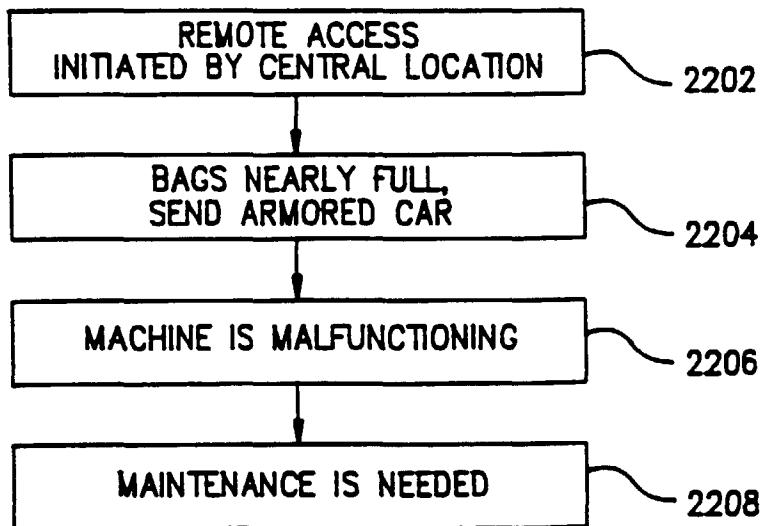 REMOTE ACCESS
INITIATED BY CENTRAL LOCATION
2202
BAGS NEARLY FULL,
SEND ARMORED CAR
2204
MACHINE IS MALFUNCTIONING
2206
MAINTENANCE IS NEEDED
2208